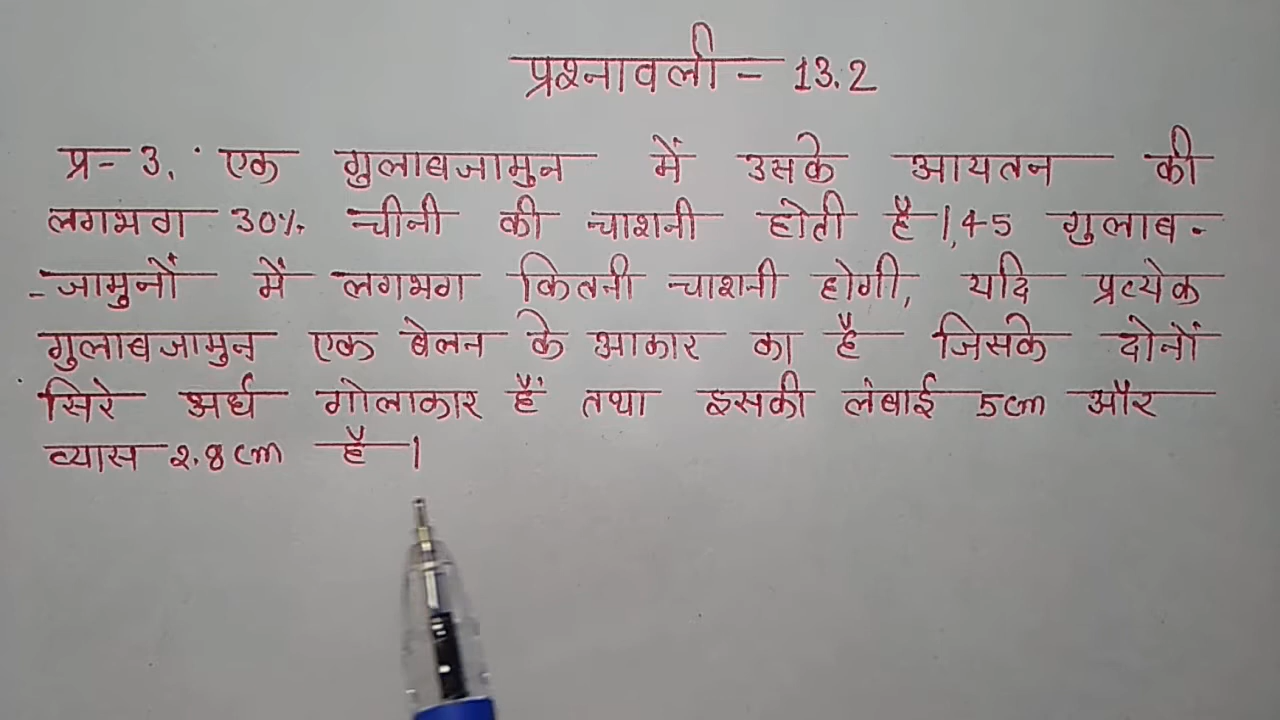 प्रश्नावली - 13.2
प्र- 3. एक गुलाबजामुन में उसके आयतन की
लगभग 30% चीनी की चाशनी होती है।, 45 गुलाब-
-जामुनों में लगभग कितनी चाशनी होगी, यदि प्रत्येक
गुलाबजामुन एक बेलन के आकार का है जिसके दोनों
सिरे अर्ध गोलाकार हैं तथा इसकी लंबाई 5cm और
व्यास 2.8cm है।